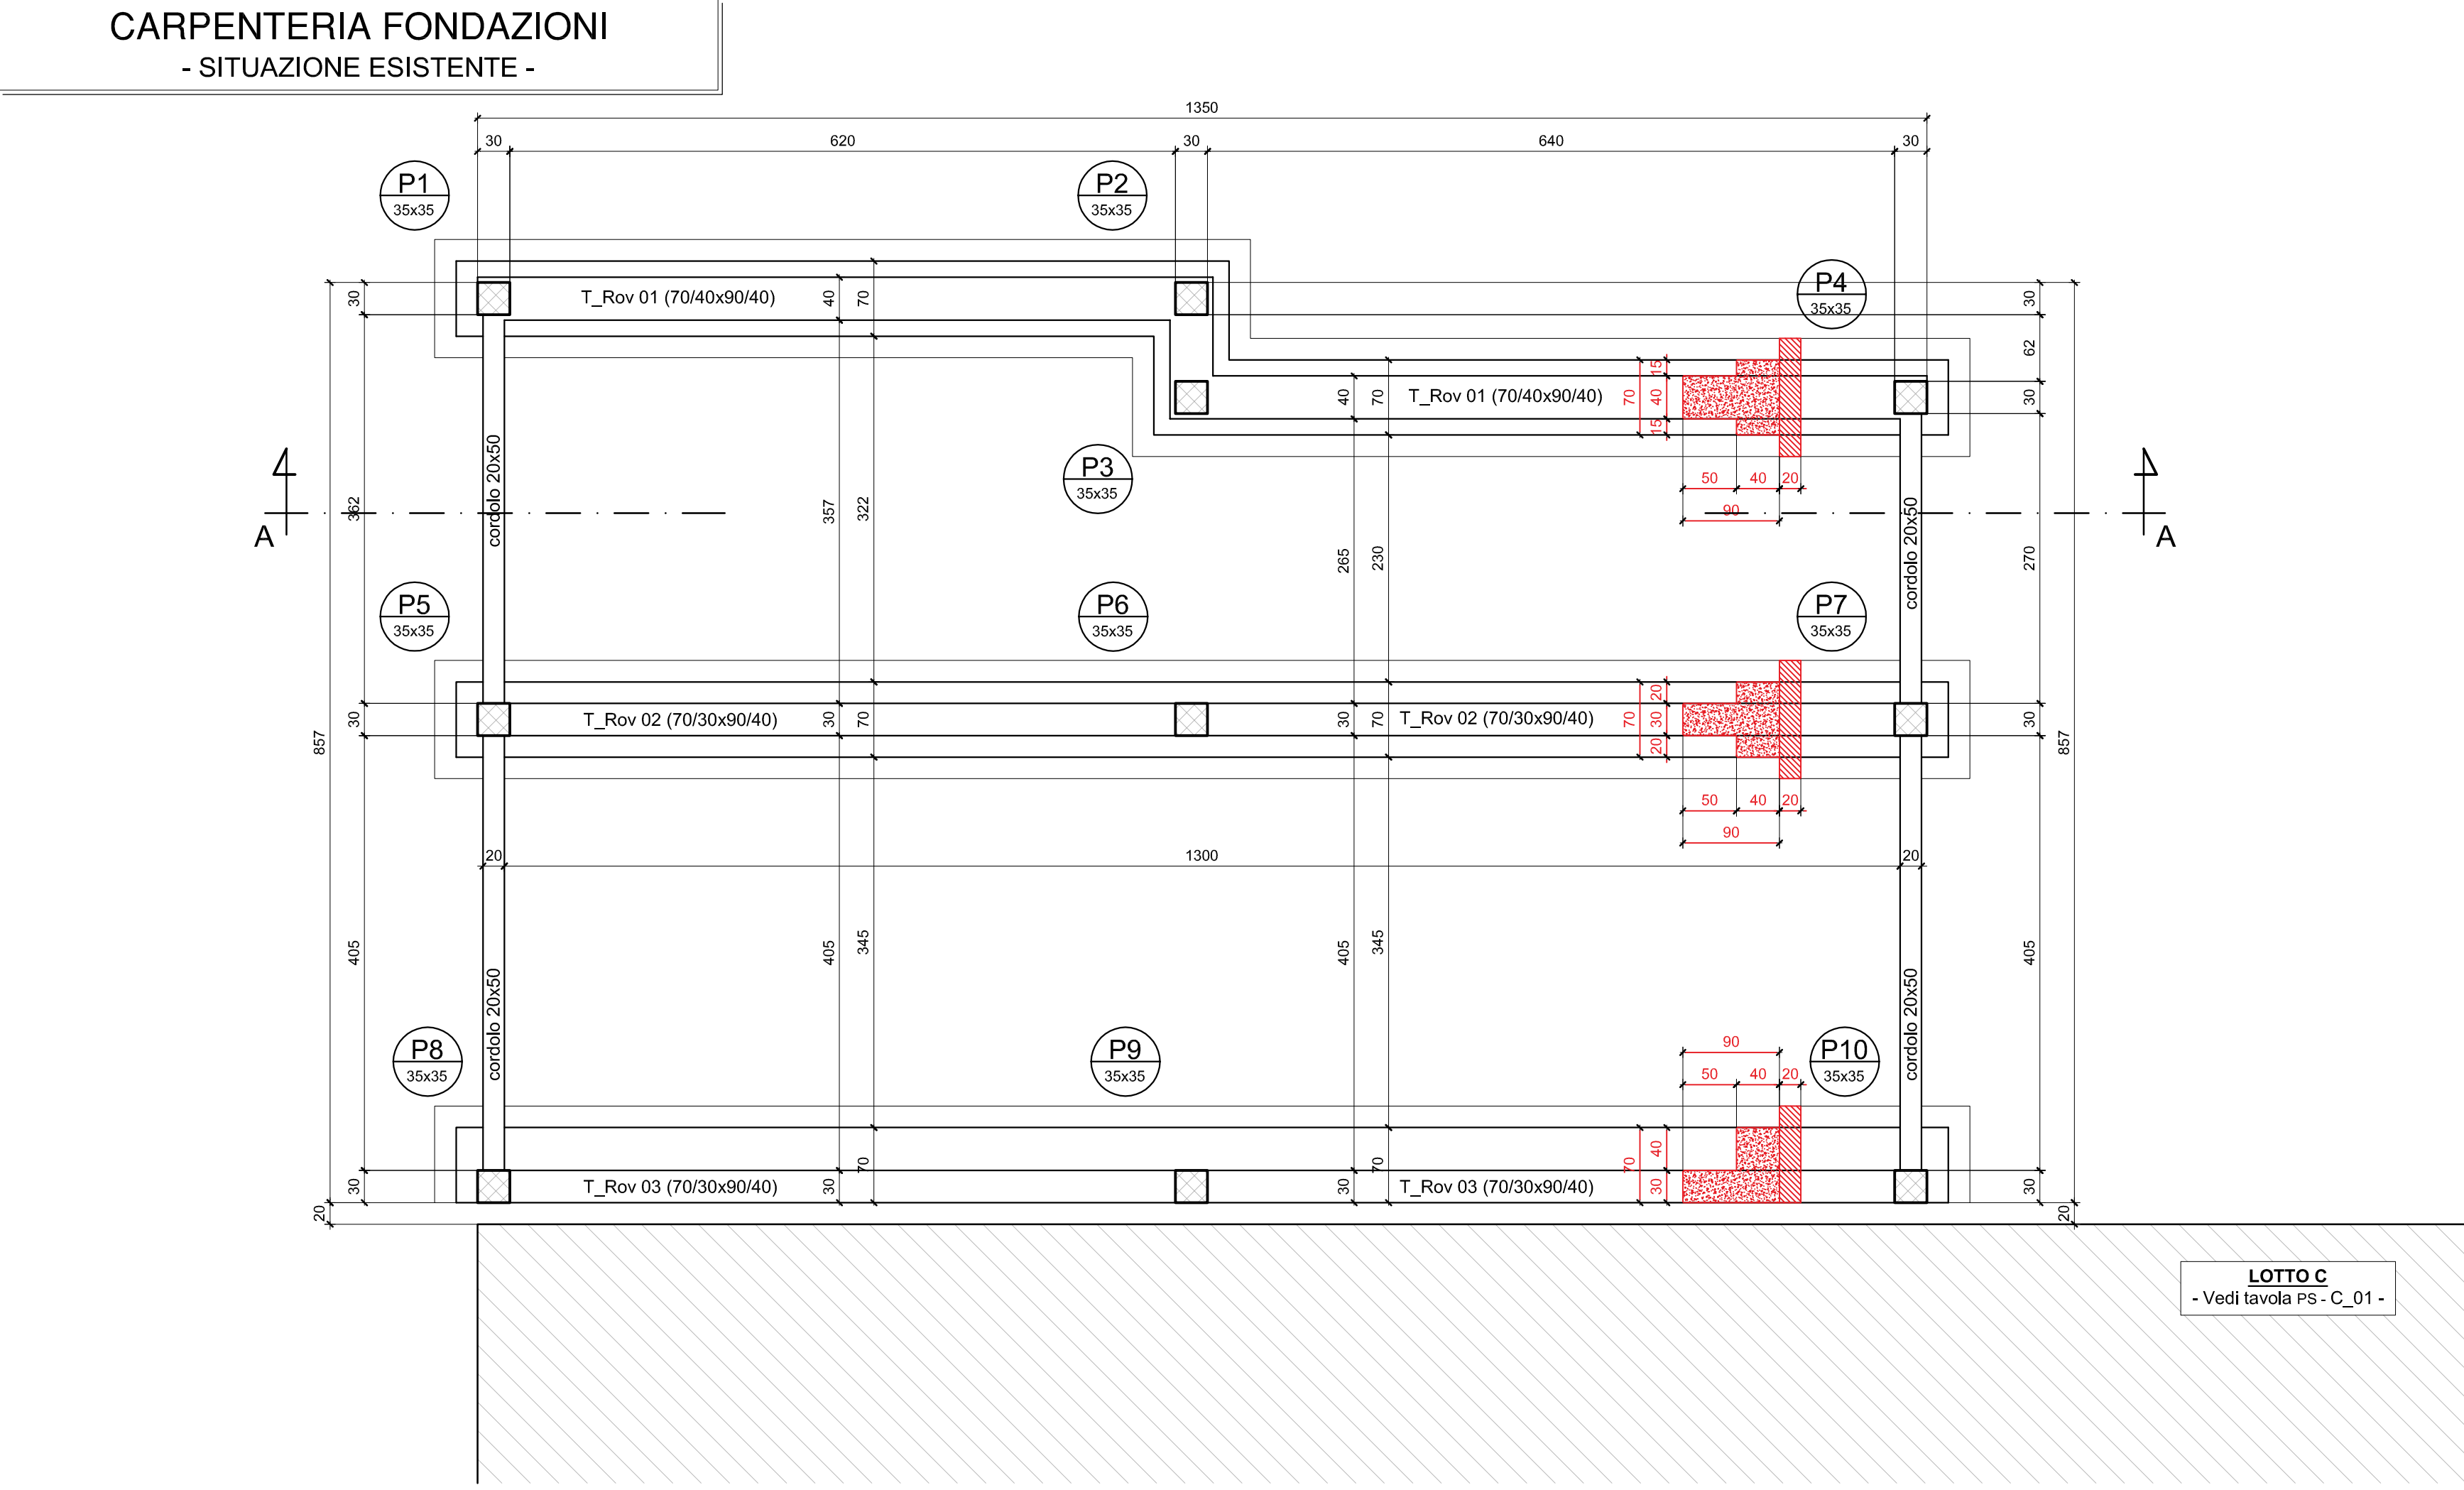 CARPENTERIA FONDAZIONI
- SITUAZIONE ESISTENTE -
1350
30 620 30 640 30
P1
35x35
P2
35x35
P4
35x35
30 T_Rov 01 (70/40x90/40) 40 70 30
62
15
40 70 T_Rov 01 (70/40x90/40) 70 40 30
15
P3
35x35
50 40 20
90
cordolo 20x50
cordolo 20x50
A A
362 357 322
265 230 270
P5
35x35
P6
35x35
P7
35x35
20
30 T_Rov 02 (70/30x90/40) 30 70 30 70 T_Rov 02 (70/30x90/40) 70 30 30
20
857 857
50 40 20
90
20 1300 20
405 405 345 405 345 405
cordolo 20x50
cordolo 20x50
P8
35x35
P9
35x35
P10
35x35
90
50 40 20
70 70 70 40
30 T_Rov 03 (70/30x90/40) 30 30 T_Rov 03 (70/30x90/40) 30 30
20 20
LOTTO C
- Vedi tavola PS - C_01 -